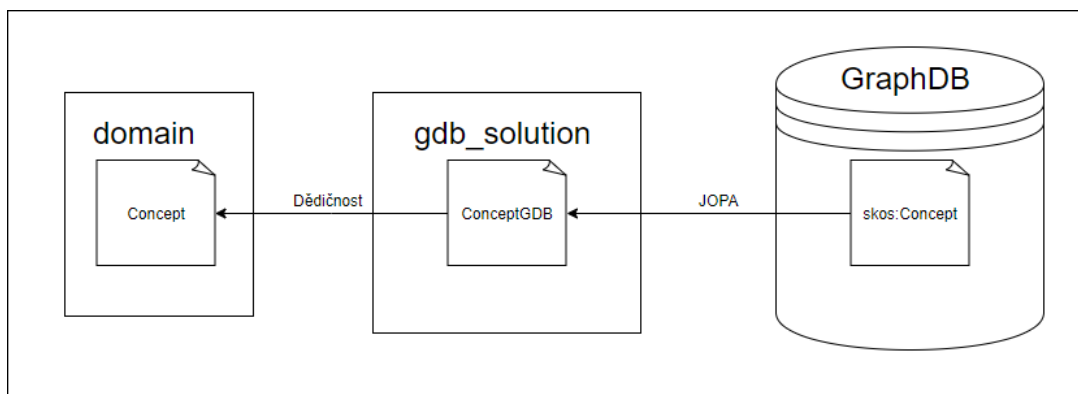 GraphDB
domain
gdb_solution
Concept
Dědičnost
ConceptGDB
JOPA
skos:Concept